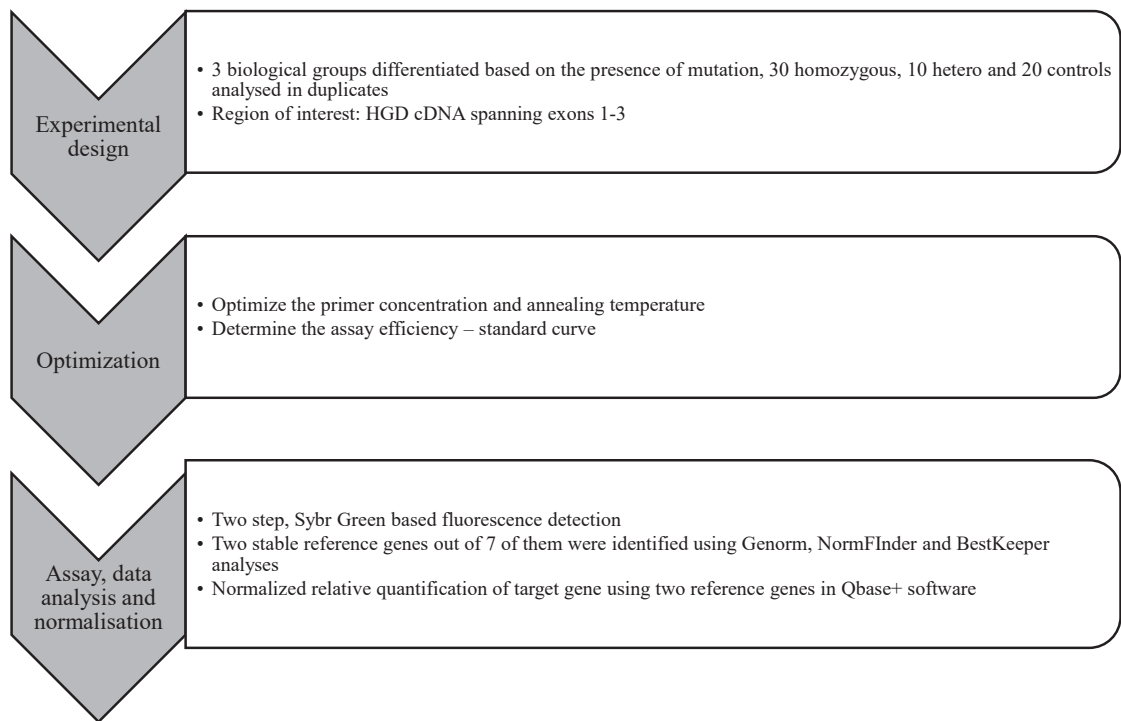 Experimental
design
• 3 biological groups differentiated based on the presence of mutation, 30 homozygous, 10 hetero and 20 controls
analysed in duplicates
• Region of interest: HGD cDNA spanning exons 1-3
Optimization
• Optimize the primer concentration and annealing temperature
• Determine the assay efficiency – standard curve
Assay, data
analysis and
normalisation
• Two step, Sybr Green based fluorescence detection
• Two stable reference genes out of 7 of them were identified using Genorm, NormFInder and BestKeeper
analyses
• Normalized relative quantification of target gene using two reference genes in Qbase+ software